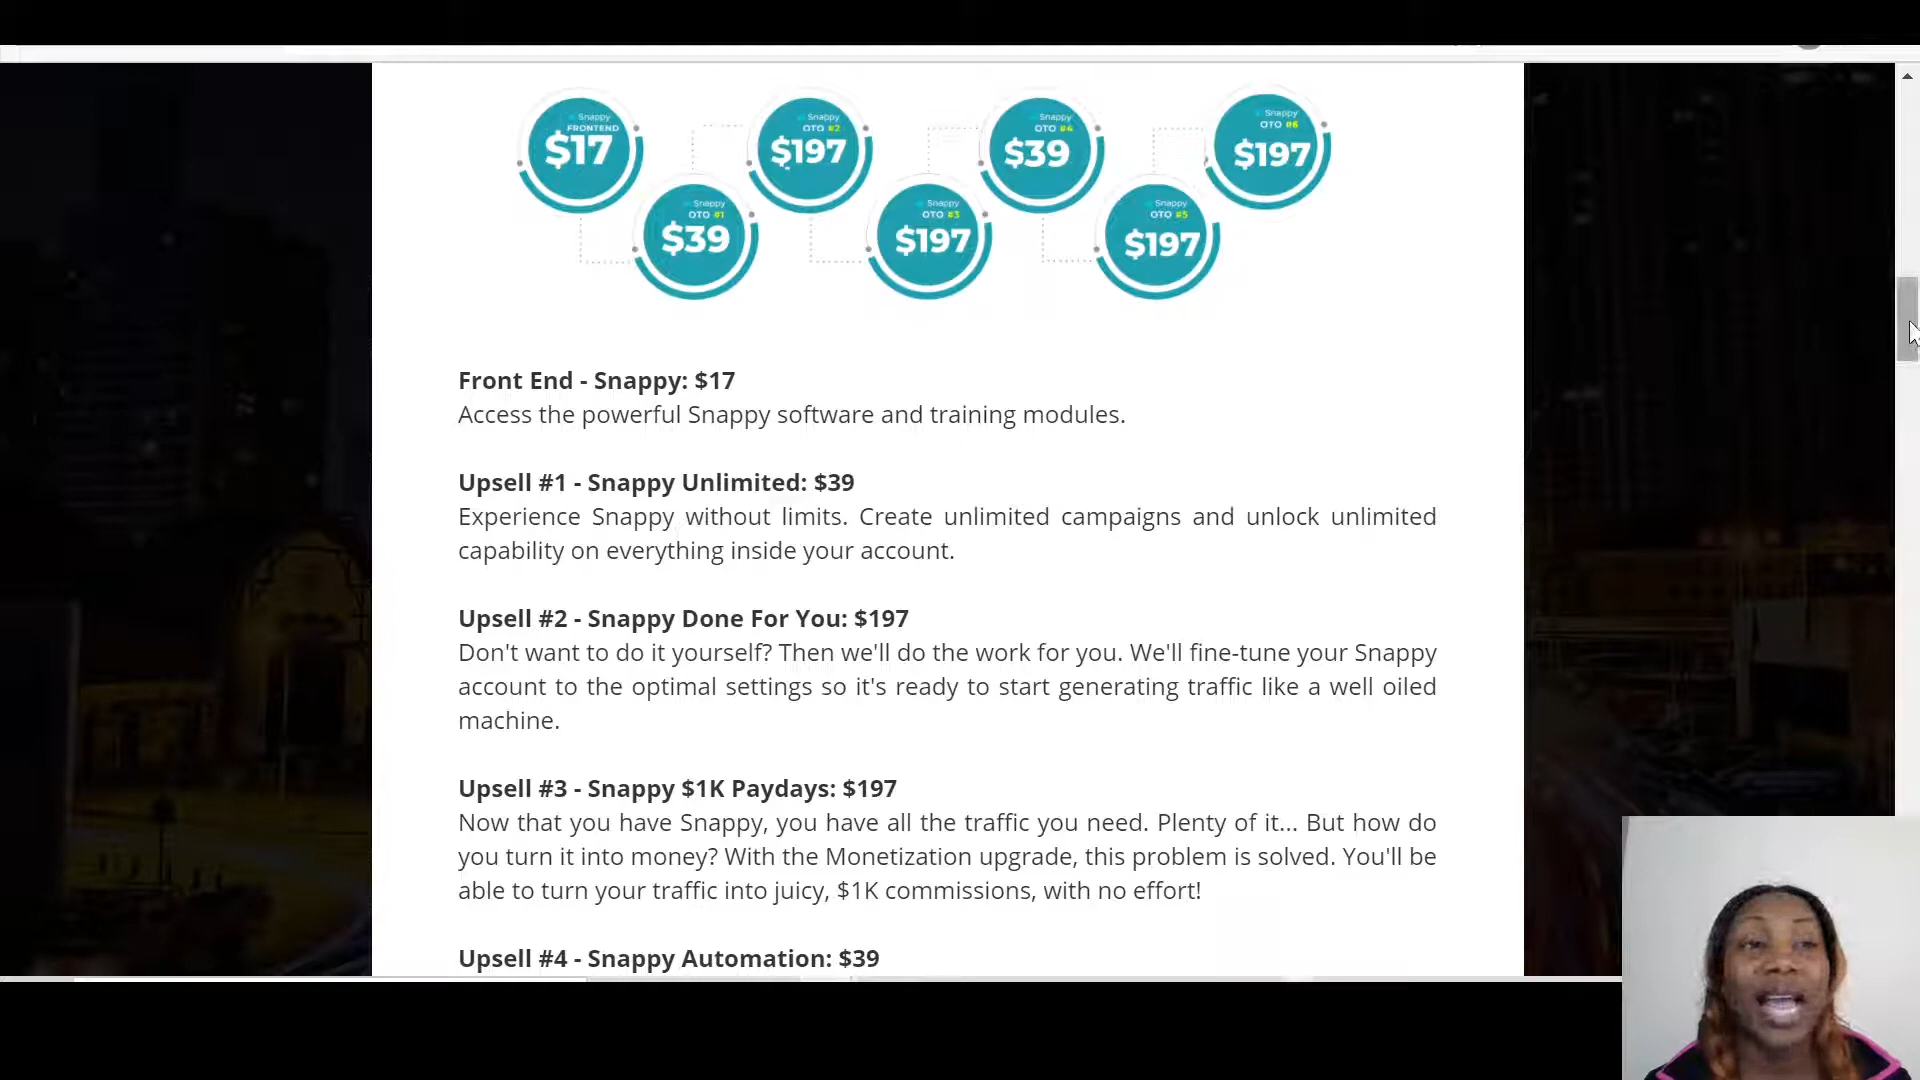 Snappy
FRONTEND
$17
Snappy
OTO #1
$39
Snappy
OTO #2
$197
Snappy
OTO #3
$197
Snappy
OTO #4
$39
Snappy
OTO #5
$197
Snappy
OTO #6
$197
Front End - Snappy: $17
Access the powerful Snappy software and training modules.
Upsell #1 - Snappy Unlimited: $39
Experience Snappy without limits. Create unlimited campaigns and unlock unlimited
capability on everything inside your account.
Upsell #2 - Snappy Done For You: $197
Don't want to do it yourself? Then we'll do the work for you. We'll fine-tune your Snappy
account to the optimal settings so it's ready to start generating traffic like a well oiled
machine.
Upsell #3 - Snappy $1K Paydays: $197
Now that you have Snappy, you have all the traffic you need. Plenty of it... But how do
you turn it into money? With the Monetization upgrade, this problem is solved. You'll be
able to turn your traffic into juicy, $1K commissions, with no effort!
Upsell #4 - Snappy Automation: $39